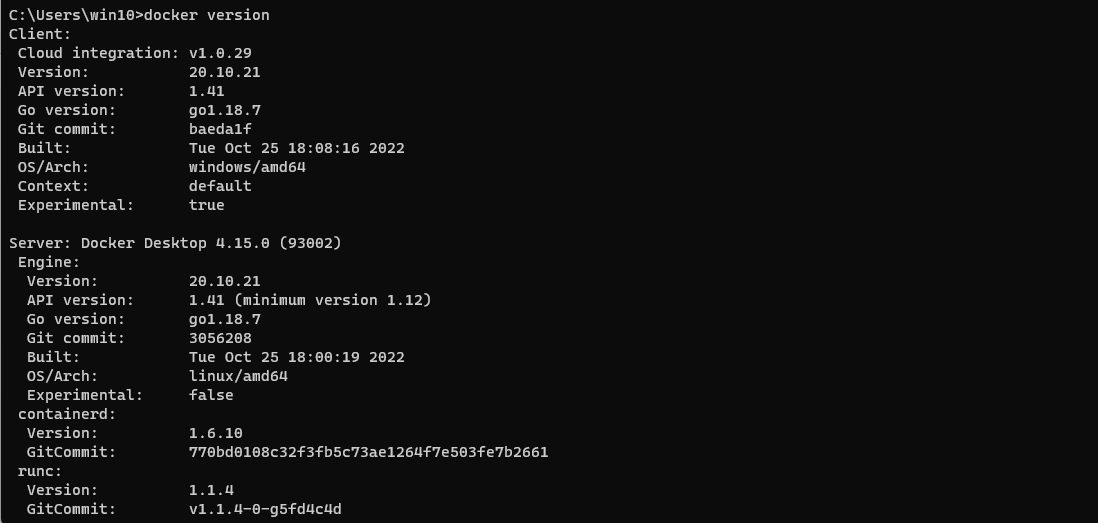 C:\Users\win10>docker version
Client:
 Cloud integration: v1.0.29
 Version:           20.10.21
 API version:       1.41
 Go version:        go1.18.7
 Git commit:        baeda1f
 Built:             Tue Oct 25 18:08:16 2022
 OS/Arch:           windows/amd64
 Context:           default
 Experimental:      true

Server: Docker Desktop 4.15.0 (93002)
 Engine:
  Version:          20.10.21
  API version:      1.41 (minimum version 1.12)
  Go version:       go1.18.7
  Git commit:       3056208
  Built:            Tue Oct 25 18:00:19 2022
  OS/Arch:          linux/amd64
  Experimental:     false
 containerd:
  Version:          1.6.10
  GitCommit:        770bd0108c32f3fb5c73ae1264f7e503fe7b2661
 runc:
  Version:          1.1.4
  GitCommit:        v1.1.4-0-g5fd4c4d